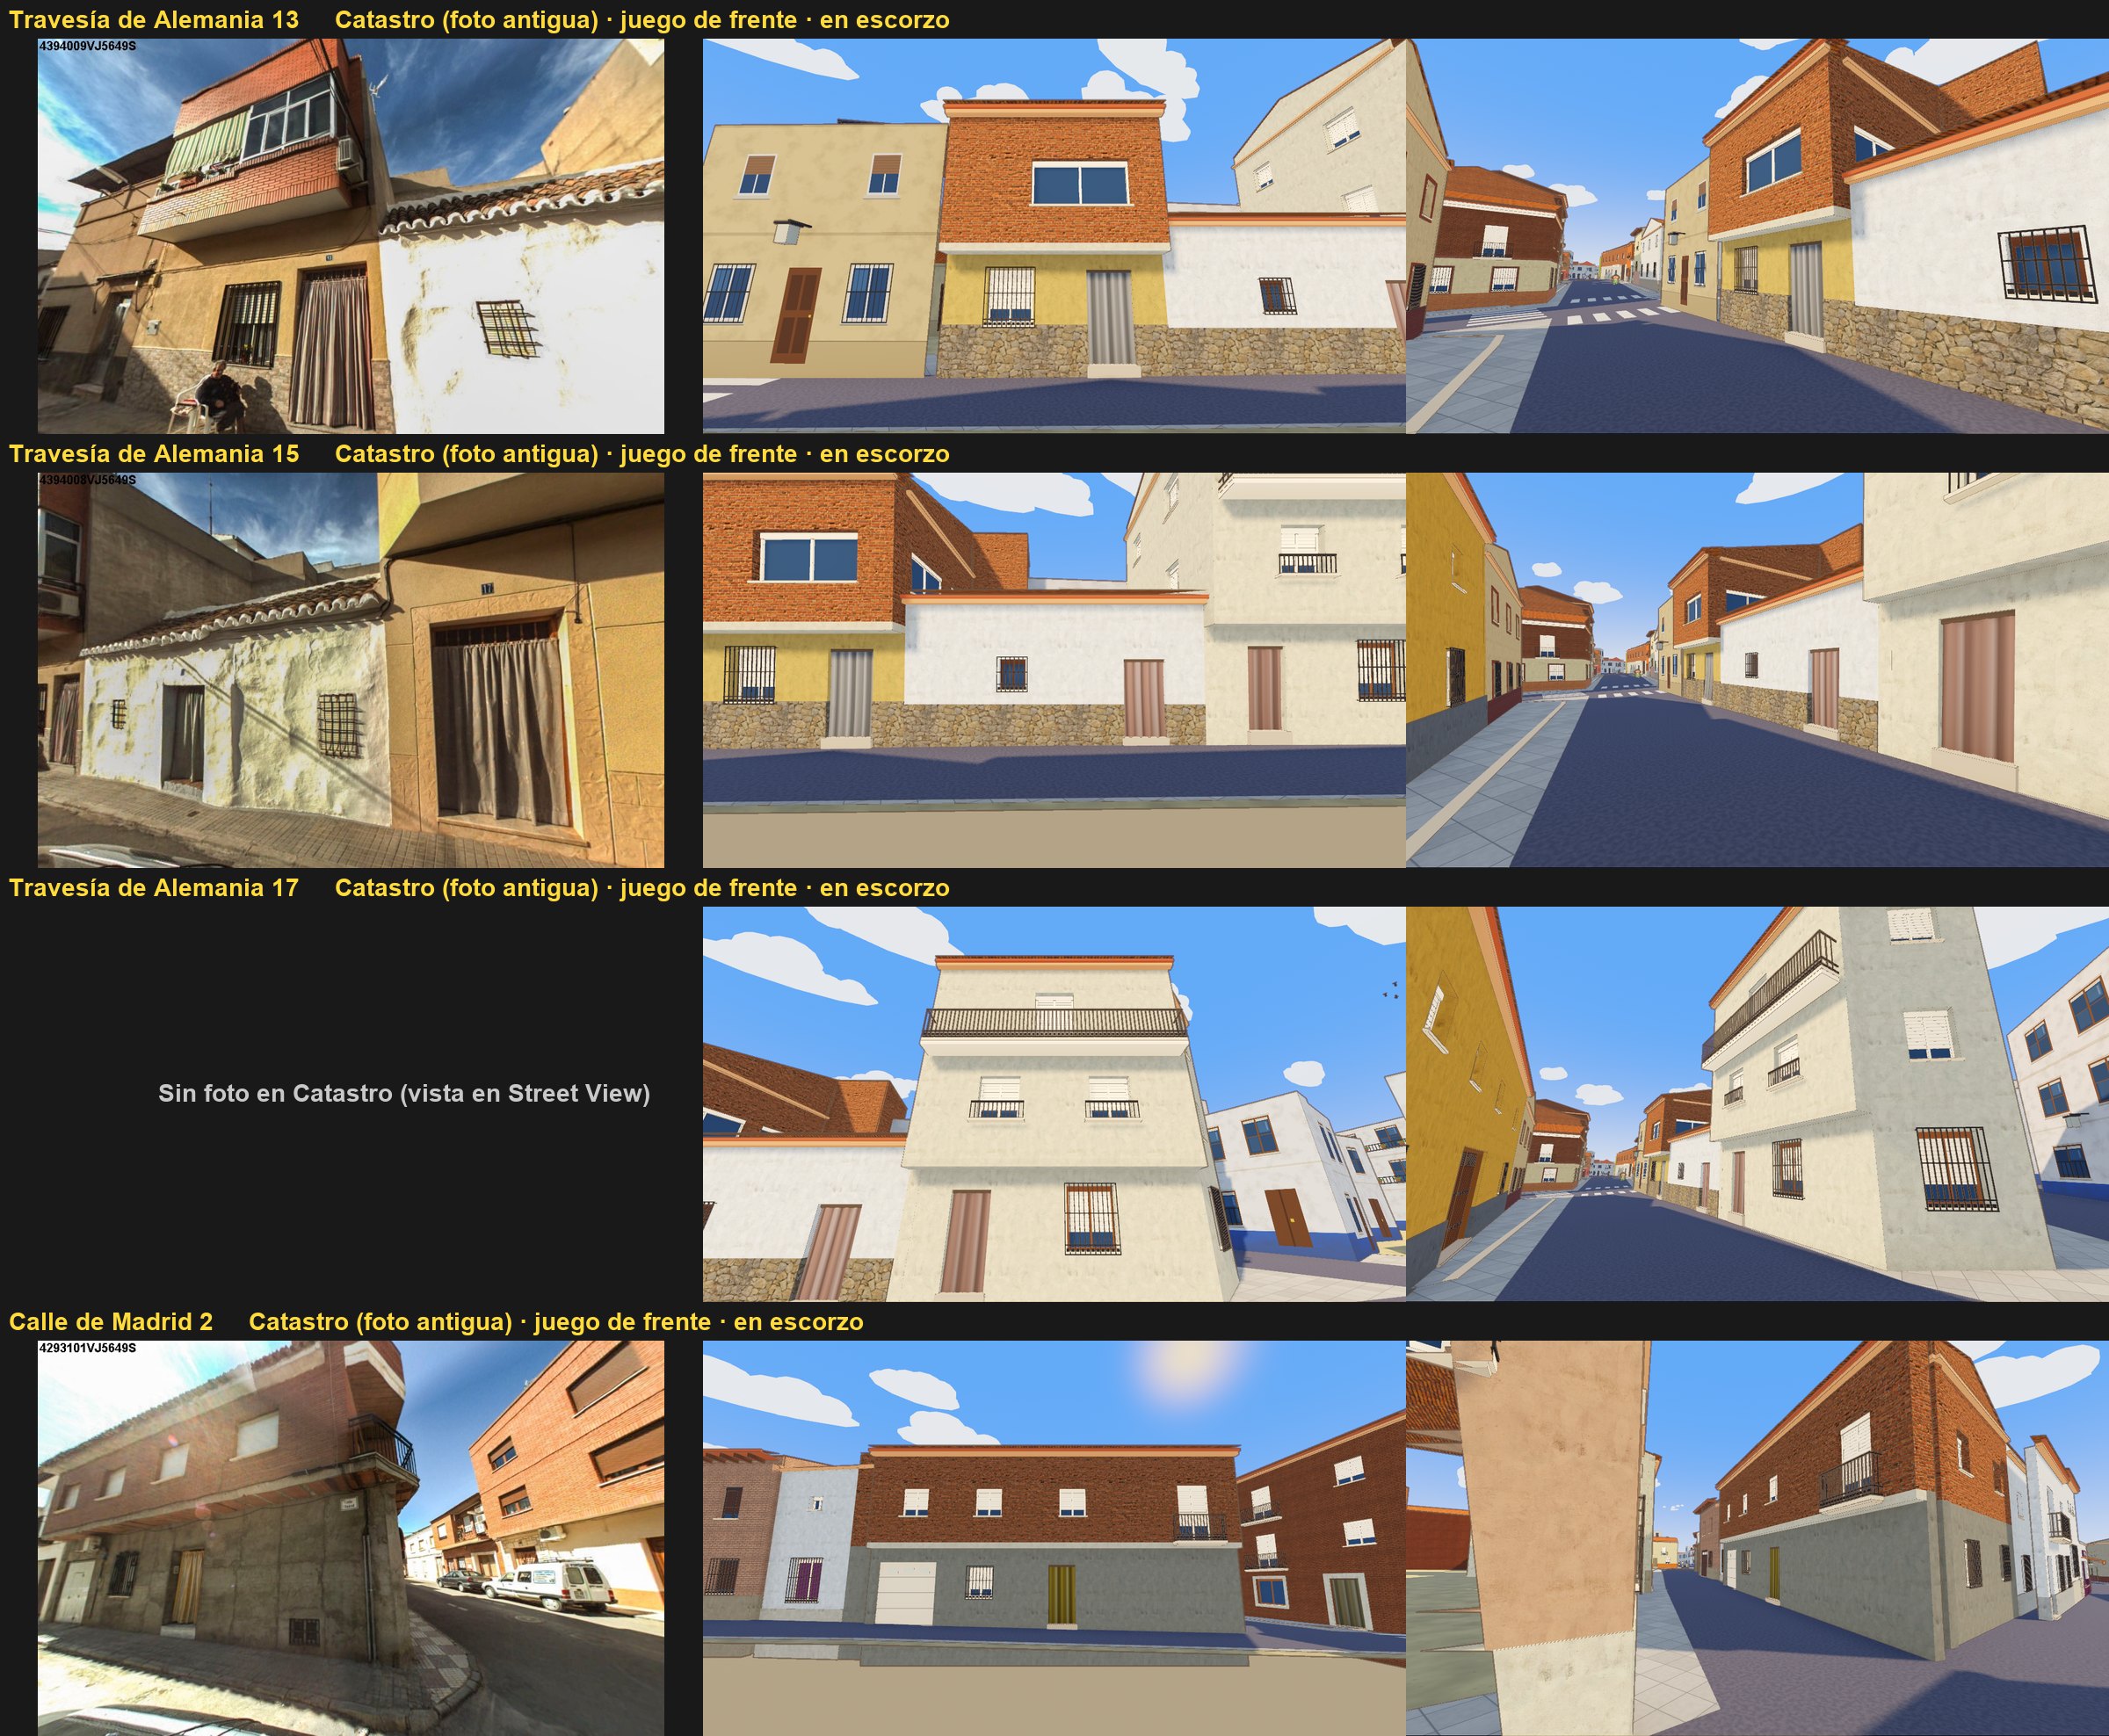 Travesía de Alemania 13 Catastro (foto antigua) · juego de frente · en escorzo
4394009VJ5649S
Travesía de Alemania 15 Catastro (foto antigua) · juego de frente · en escorzo
4394008VJ5649S
17
Travesía de Alemania 17 Catastro (foto antigua) · juego de frente · en escorzo
Sin foto en Catastro (vista en Street View)
Calle de Madrid 2 Catastro (foto antigua) · juego de frente · en escorzo
4293101VJ5649S